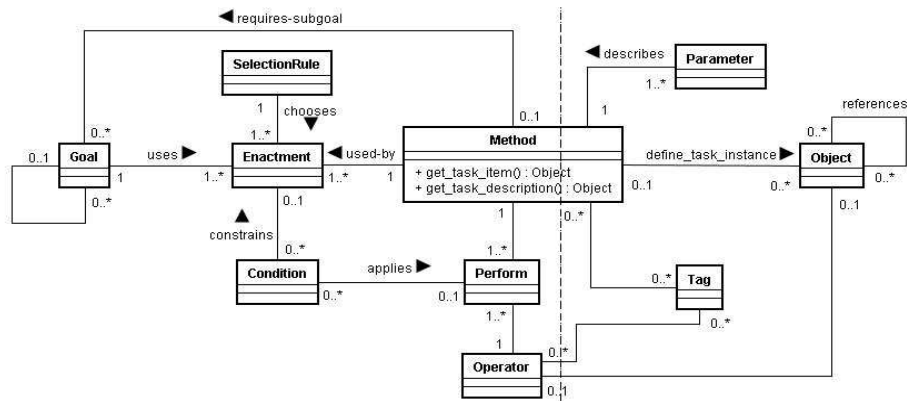 requires-subgoal
SelectionRule
describes
Parameter
1
chooses
1..*
references
0..*
1..*
0..1
1
0..*
0..1
Goal
uses
Enactment
used-by
Method
define_task_instance
Object
1
1..*
1..*
1
+ get_task_item() : Object
+ get_task_description() : Object
0..1
0..*
0..*
0..*
0..1
1
0..*
0..1
constrains
0..*
1..*
Condition
applies
Perform
0..*
Tag
0..*
0..1
1..*
0..*
1
0..*
Operator
0..1